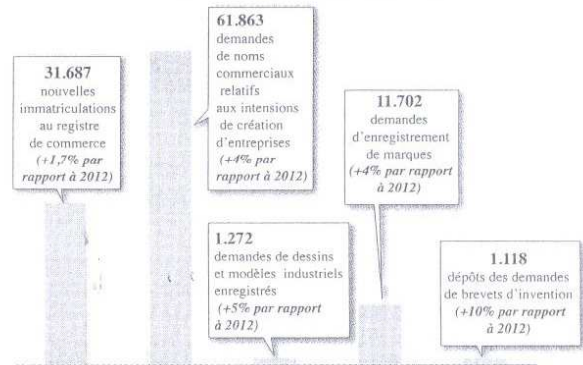 31.687
nouvelles
immatriculations
au registre
de commerce
(+1,7% par
rapport à 2012)
61.863
demandes
de noms
commerciaux
relatifs
aux intensions
de création
d'entreprises
(+4% par
rapport à 2012)
1.272
demandes de dessins
et modèles industriels
enregistrés
(+5% par rapport
à 2012)
11.702
demandes
d'enregistrement
de marques
(+4% par
rapport à 2012)
1.118
dépôts des demandes
de brevets d'invention
(+10% par rapport
à 2012)